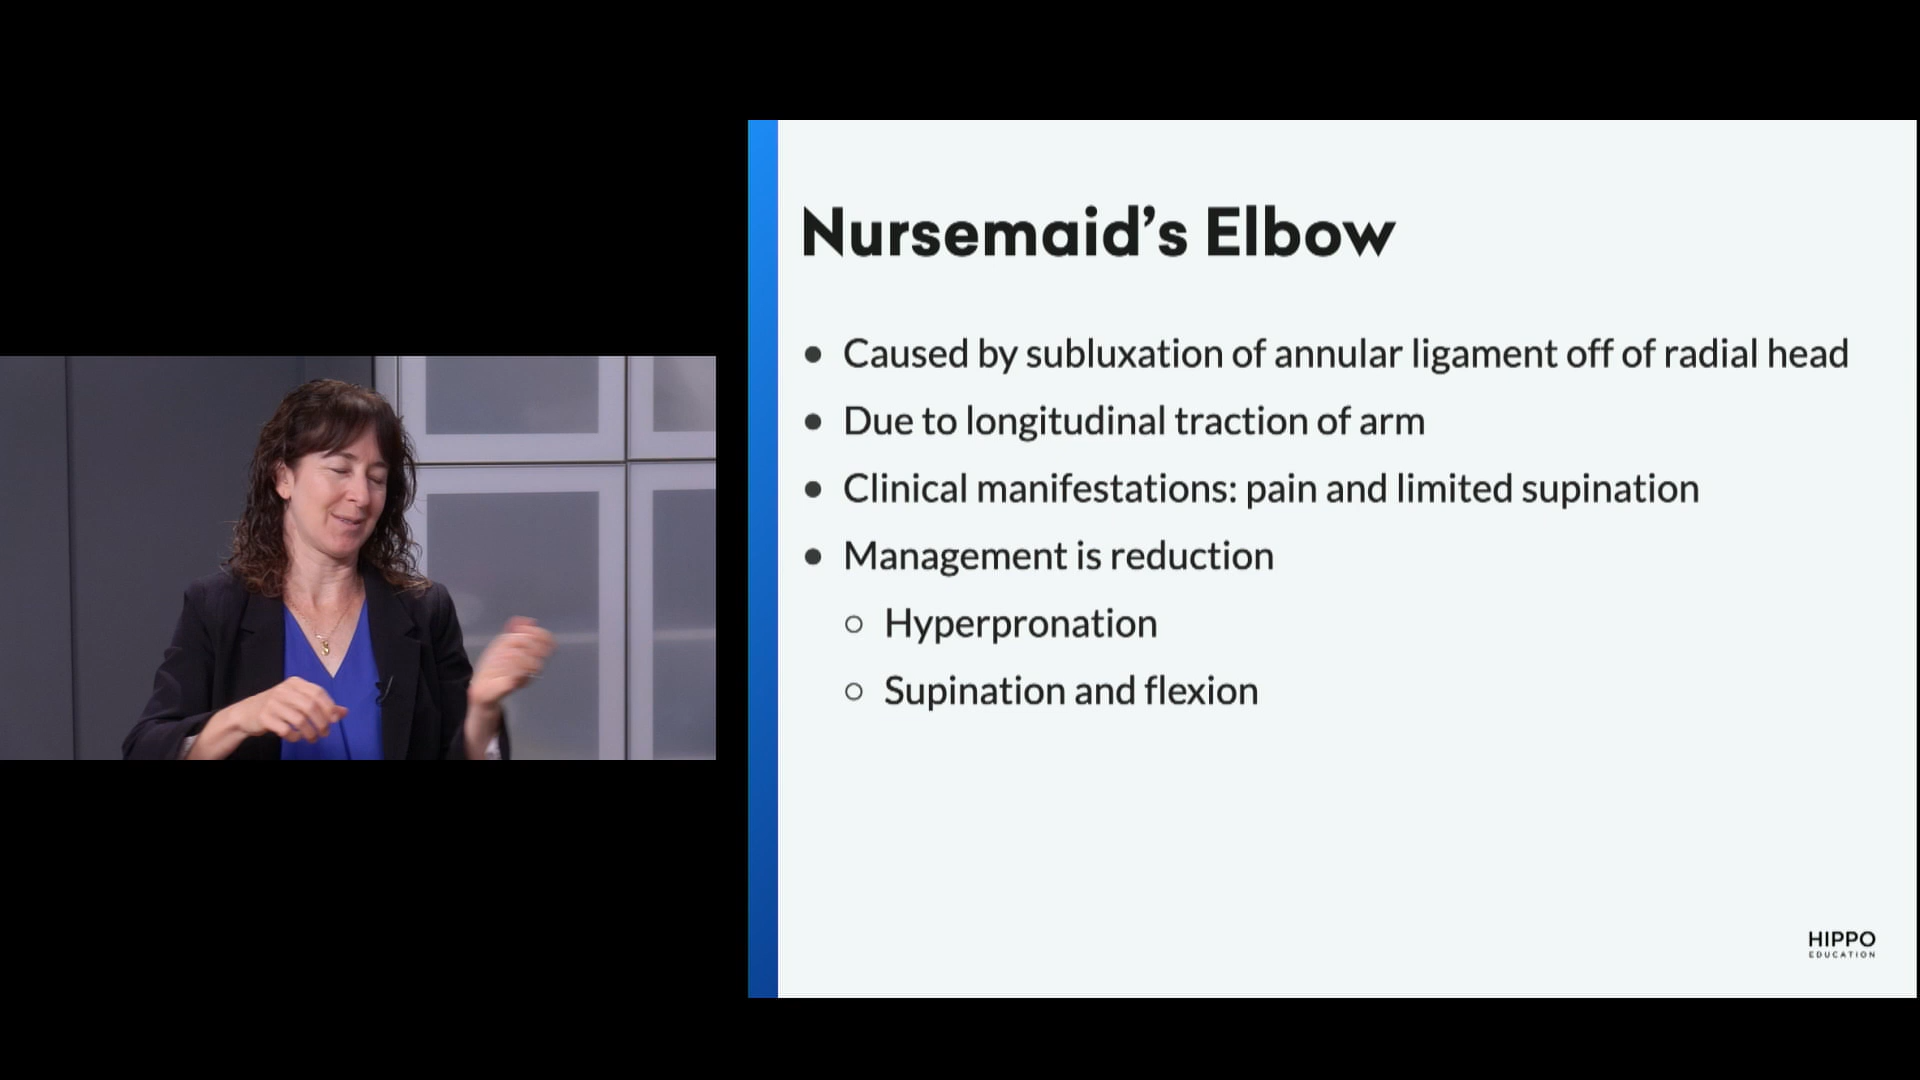 Nursemaid’s Elbow
● Caused by subluxation of annular ligament off of radial head
● Due to longitudinal traction of arm
● Clinical manifestations: pain and limited supination
● Management is reduction
○ Hyperpronation
○ Supination and flexion
HIPPO
EDUCATION